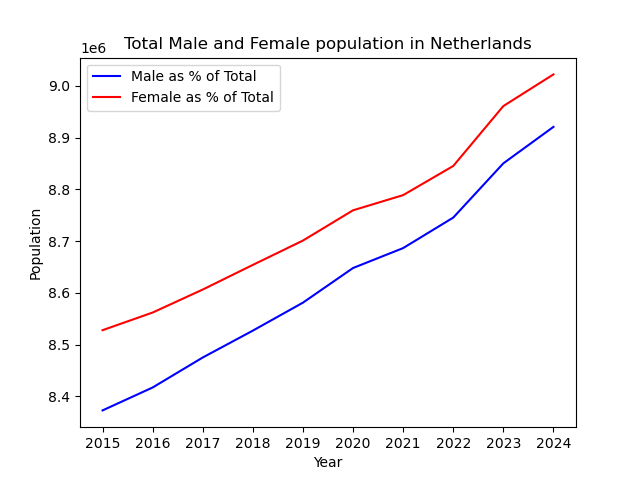 Total Male and Female population in Netherlands
1e6
Male as % of Total
Female as % of Total
9.0
8.9
8.8
8.7
8.6
8.5
8.4
Population
2015 2016 2017 2018 2019 2020 2021 2022 2023 2024
Year